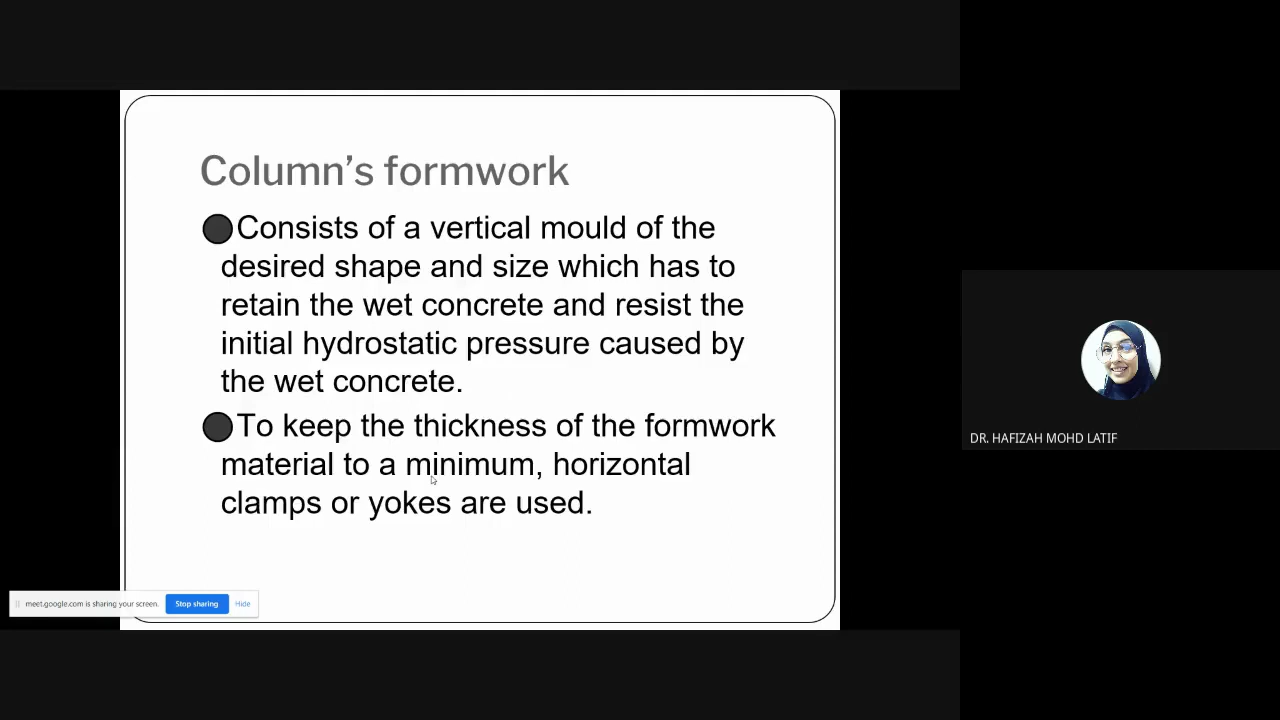 Column's formwork
Consists of a vertical mould of the
desired shape and size which has to
retain the wet concrete and resist the
initial hydrostatic pressure caused by
the wet concrete.
To keep the thickness of the formwork
material to a minimum, horizontal
clamps or yokes are used.
meet.google.com is sharing your screen. Stop sharing Hide
DR. HAFIZAH MOHD LATIF